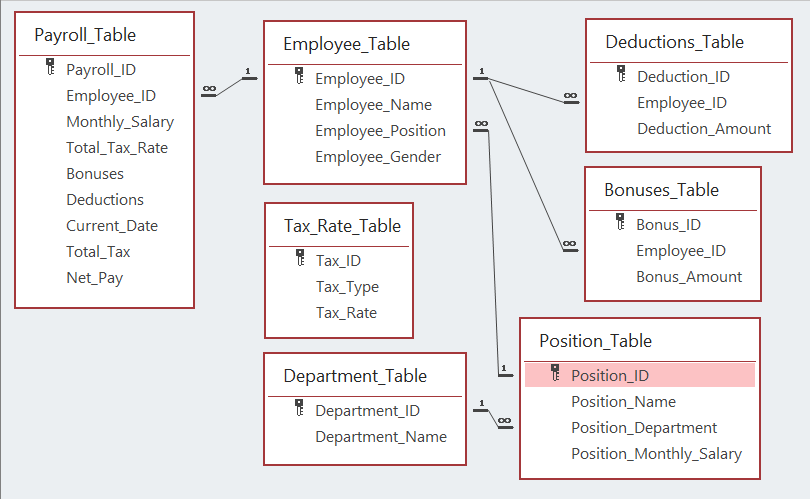 Payroll_Table
Payroll_ID
Employee_ID
Monthly_Salary
Total_Tax_Rate
Bonuses
Deductions
Current_Date
Total_Tax
Net_Pay
∞
1
Employee_Table
Employee_ID
Employee_Name
Employee_Position
Employee_Gender
1
∞
Tax_Rate_Table
Tax_ID
Tax_Type
Tax_Rate
Department_Table
Department_ID
Department_Name
1
∞
Deductions_Table
Deduction_ID
Employee_ID
Deduction_Amount
∞
Bonuses_Table
Bonus_ID
Employee_ID
Bonus_Amount
∞
Position_Table
Position_ID
Position_Name
Position_Department
Position_Monthly_Salary
1